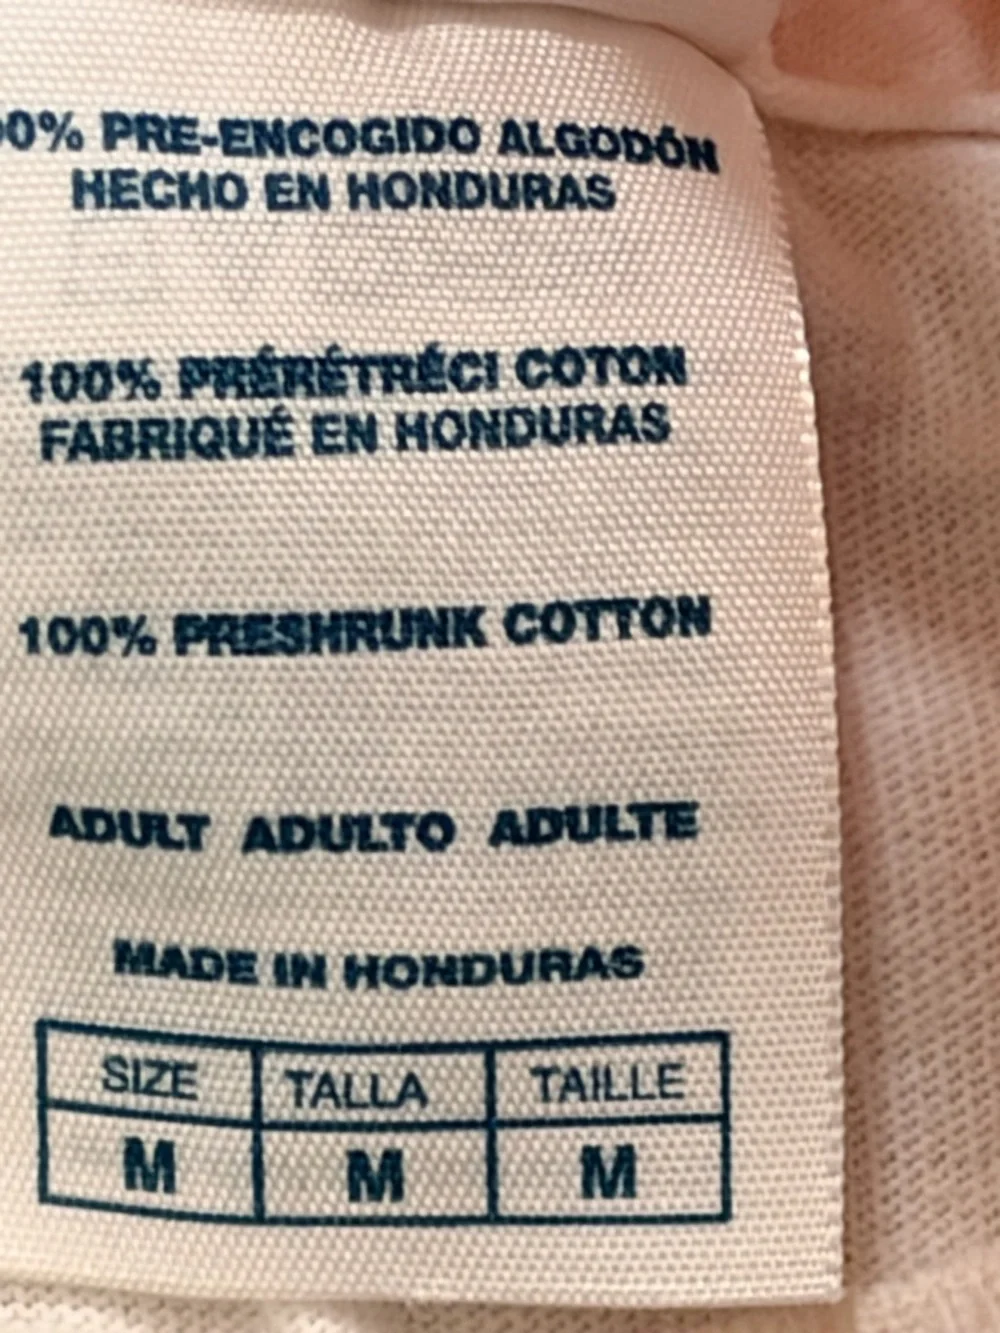 00% PRE-ENCOGIDO ALGODÓN
HECHO EN HONDURAS
100% PRÉRÉTRÉCI COTON
FABRIQUÉ EN HONDURAS
100% PRESHRUNK COTTON
ADULT ADULTO ADULTE
MADE IN HONDURAS
SIZE TALLA TAILLE
M M M